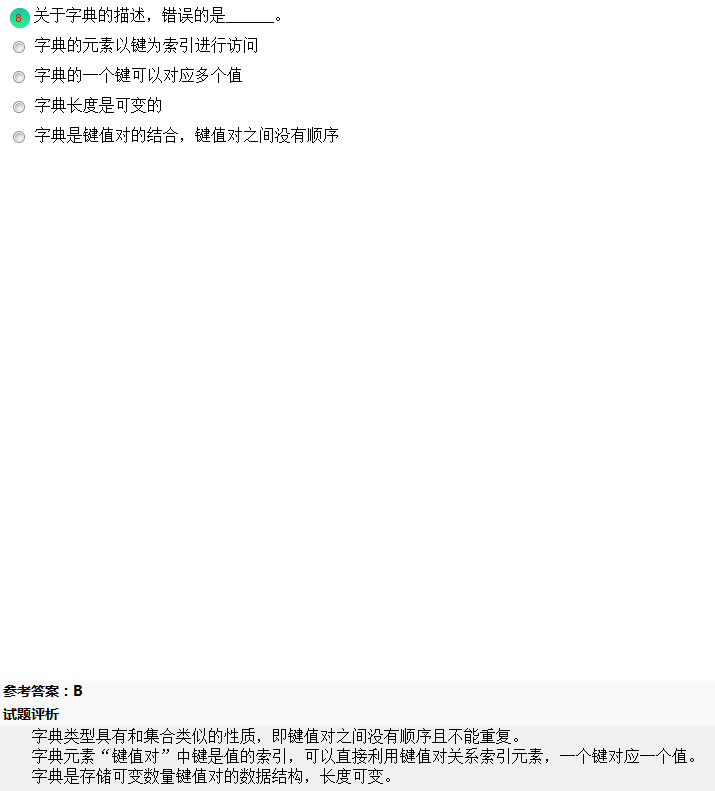 6 关于字典的描述，错误的是______。
字典的元素以键为索引进行访问
字典的一个键可以对应多个值
字典长度是可变的
字典是键值对的结合，键值对之间没有顺序
参考答案：B
试题评析
字典类型具有和集合类似的性质，即键值对之间没有顺序且不能重复。
字典元素“键值对”中键是值的索引，可以直接利用键值对关系索引元素，一个键对应一个值。
字典是存储可变数量键值对的数据结构，长度可变。